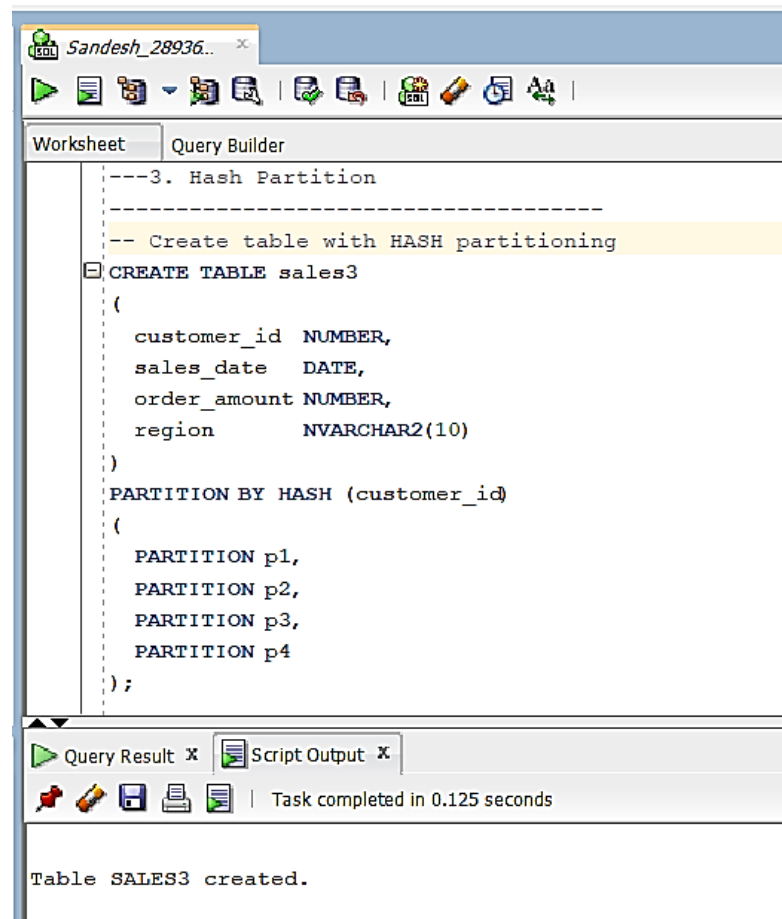 Sandesh_28936...
Worksheet Query Builder
---3. Hash Partition
-------------------------------------
-- Create table with HASH partitioning
CREATE TABLE sales3
(
  customer_id  NUMBER,
  sales_date   DATE,
  order_amount NUMBER,
  region       NVARCHAR2(10)
)
PARTITION BY HASH (customer_id)
(
  PARTITION p1,
  PARTITION p2,
  PARTITION p3,
  PARTITION p4
);
Query Result x Script Output x
Task completed in 0.125 seconds
Table SALES3 created.